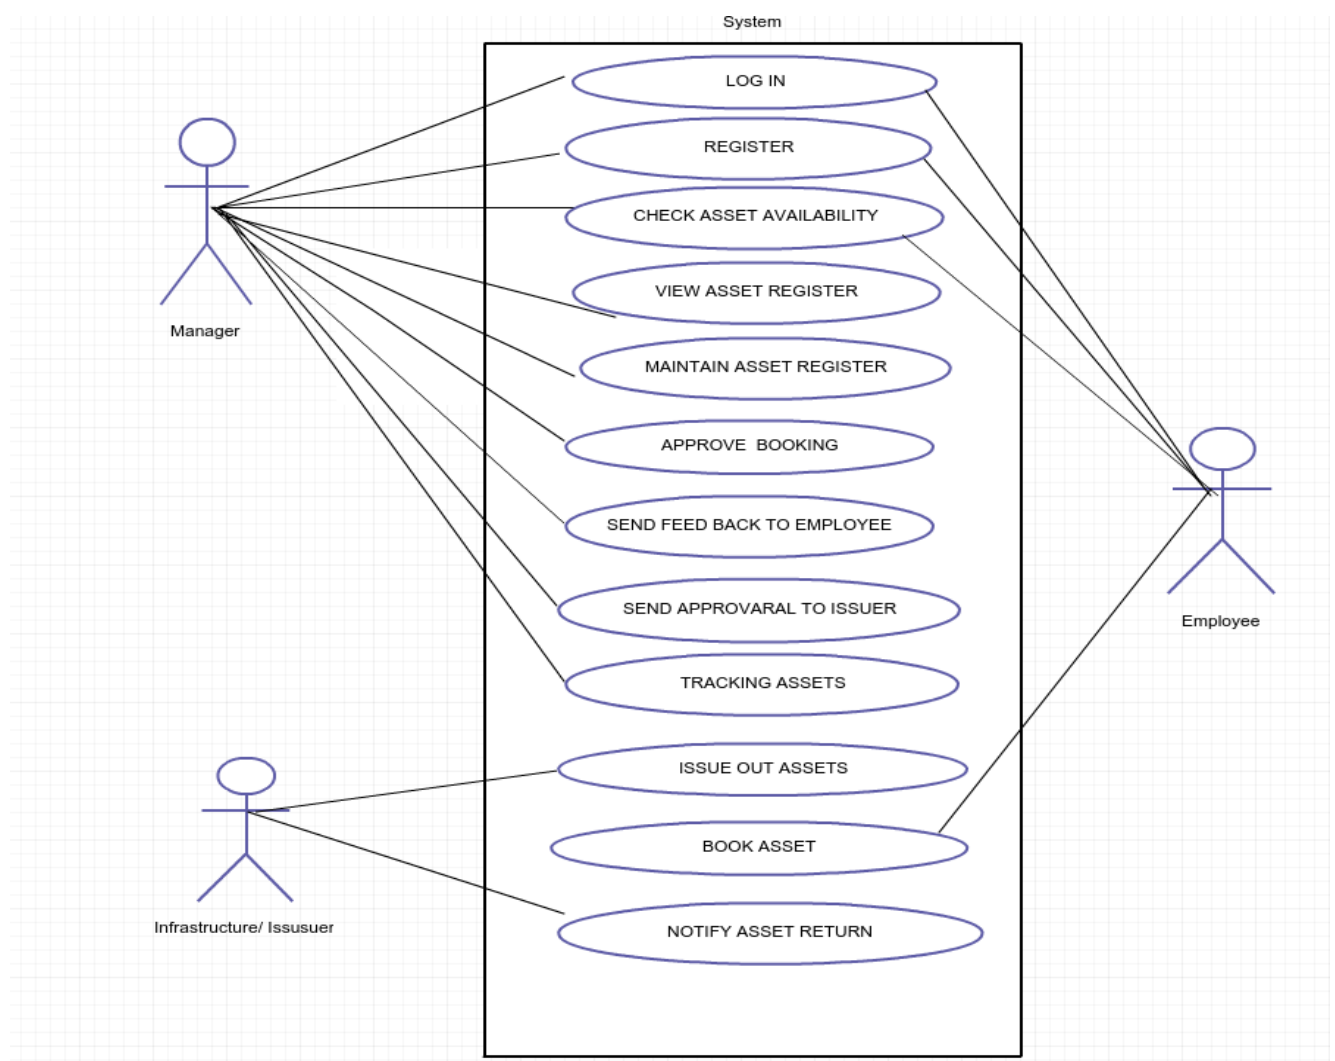 System
LOG IN
REGISTER
CHECK ASSET AVAILABILITY
VIEW ASSET REGISTER
Manager
MAINTAIN ASSET REGISTER
APPROVE  BOOKING
SEND FEED BACK TO EMPLOYEE
SEND APPROVARAL TO ISSUER
Employee
TRACKING ASSETS
ISSUE OUT ASSETS
BOOK ASSET
Infrastructure/ Issusuer
NOTIFY ASSET RETURN